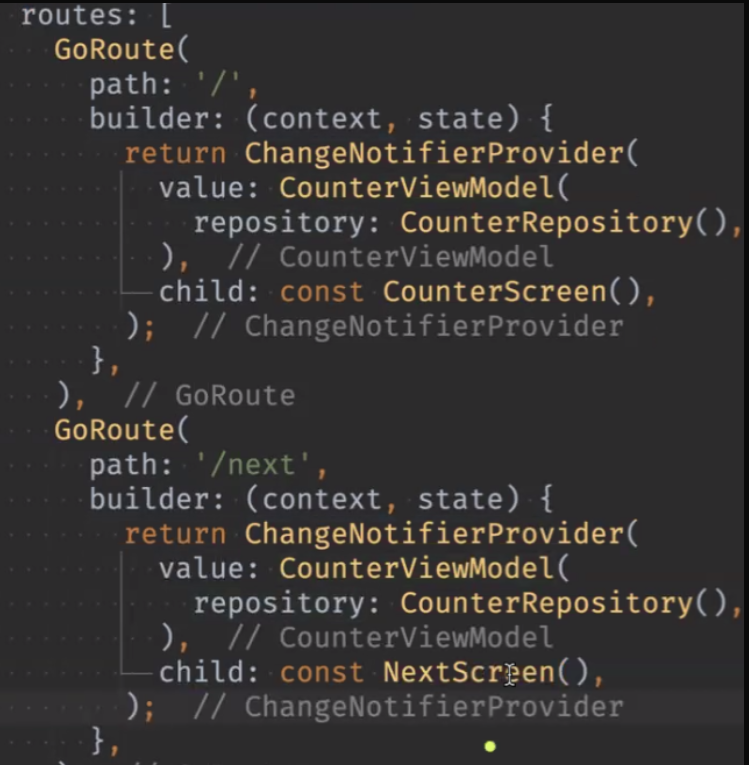 routes: [
GoRoute(
path: '/',
builder: (context, state) {
return ChangeNotifierProvider(
value: CounterViewModel(
repository: CounterRepository(),
), // CounterViewModel
child: const CounterScreen(),
); // ChangeNotifierProvider
},
), // GoRoute
GoRoute(
path: '/next',
builder: (context, state) {
return ChangeNotifierProvider(
value: CounterViewModel(
repository: CounterRepository(),
), // CounterViewModel
child: const NextScreen(),
); // ChangeNotifierProvider
},